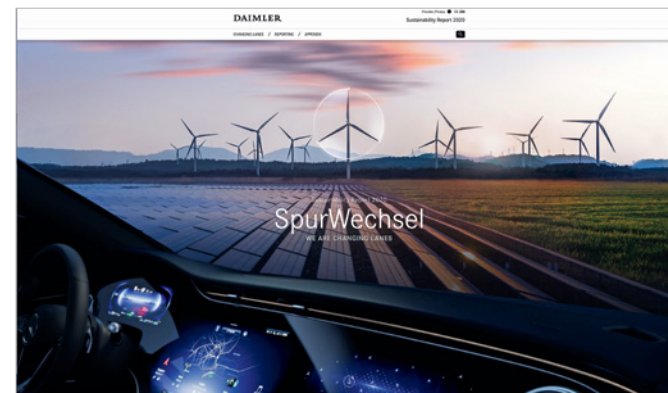 DAIMLER
Sustainability Report 2020
CHANGING LANES / REPORTING / APPENDIX
SpurWechsel
WE ARE CHANGING LANES